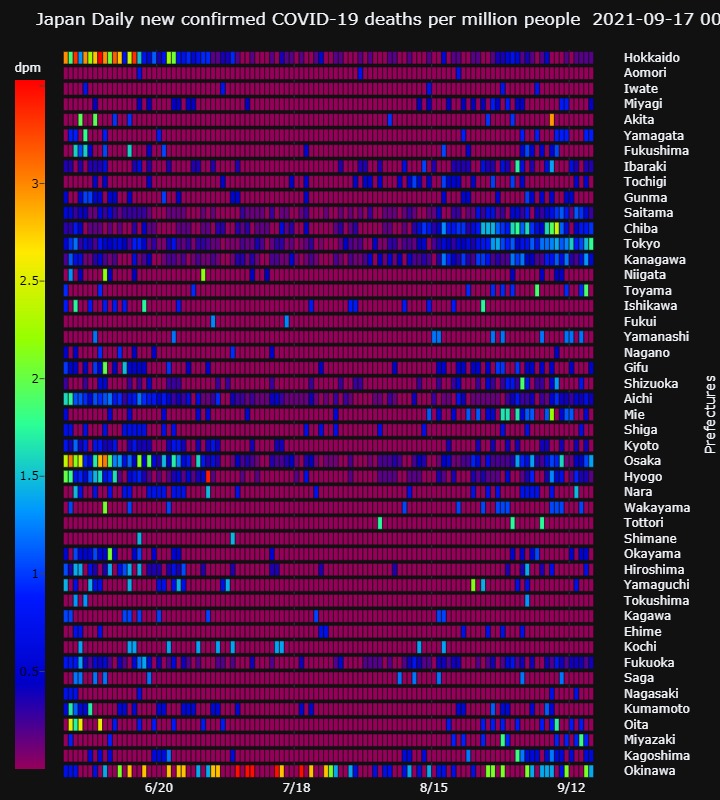 Japan Daily new confirmed COVID-19 deaths per million people 2021-09-17 00
dpm
3
2.5
2
1.5
1
0.5
Hokkaido
Aomori
Iwate
Miyagi
Akita
Yamagata
Fukushima
Ibaraki
Tochigi
Gunma
Saitama
Chiba
Tokyo
Kanagawa
Niigata
Toyama
Ishikawa
Fukui
Yamanashi
Nagano
Gifu
Shizuoka
Aichi
Mie
Shiga
Kyoto
Osaka
Hyogo
Nara
Wakayama
Tottori
Shimane
Okayama
Hiroshima
Yamaguchi
Tokushima
Kagawa
Ehime
Kochi
Fukuoka
Saga
Nagasaki
Kumamoto
Oita
Miyazaki
Kagoshima
Okinawa
Prefectures
6/20 7/18 8/15 9/12